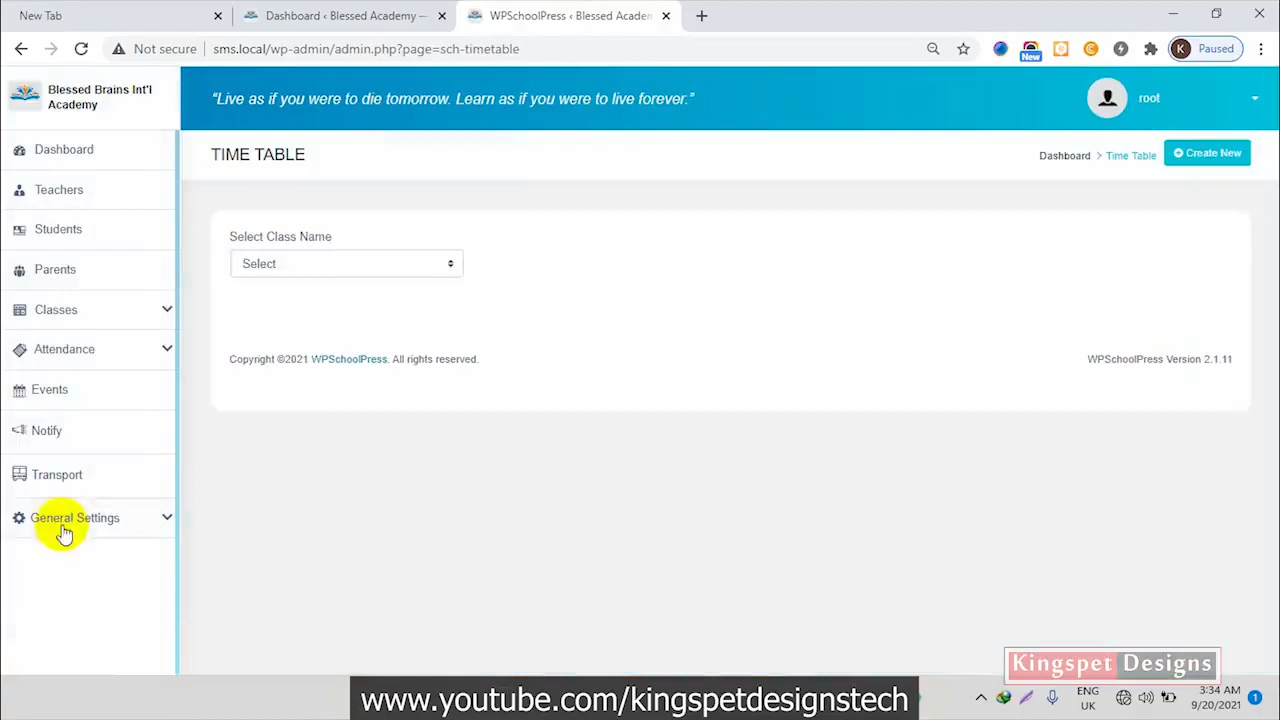 New Tab
Dashboard ‹ Blessed Academy —
WPSchoolPress ‹ Blessed Academ
Not secure
sms.local/wp-admin/admin.php?page=sch-timetable
New
K
Paused
Blessed Brains Int'l
Academy
“Live as if you were to die tomorrow. Learn as if you were to live forever.”
root
Dashboard
Teachers
Students
Parents
Classes
Attendance
Events
Notify
Transport
General Settings
TIME TABLE
Dashboard > Time Table
Create New
Select Class Name
Select
Copyright ©2021 WPSchoolPress. All rights reserved.
WPSchoolPress Version 2.1.11
Kingspet Designs
www.youtube.com/kingspetdesignstech
ENG
UK
3:34 AM
9/20/2021
1